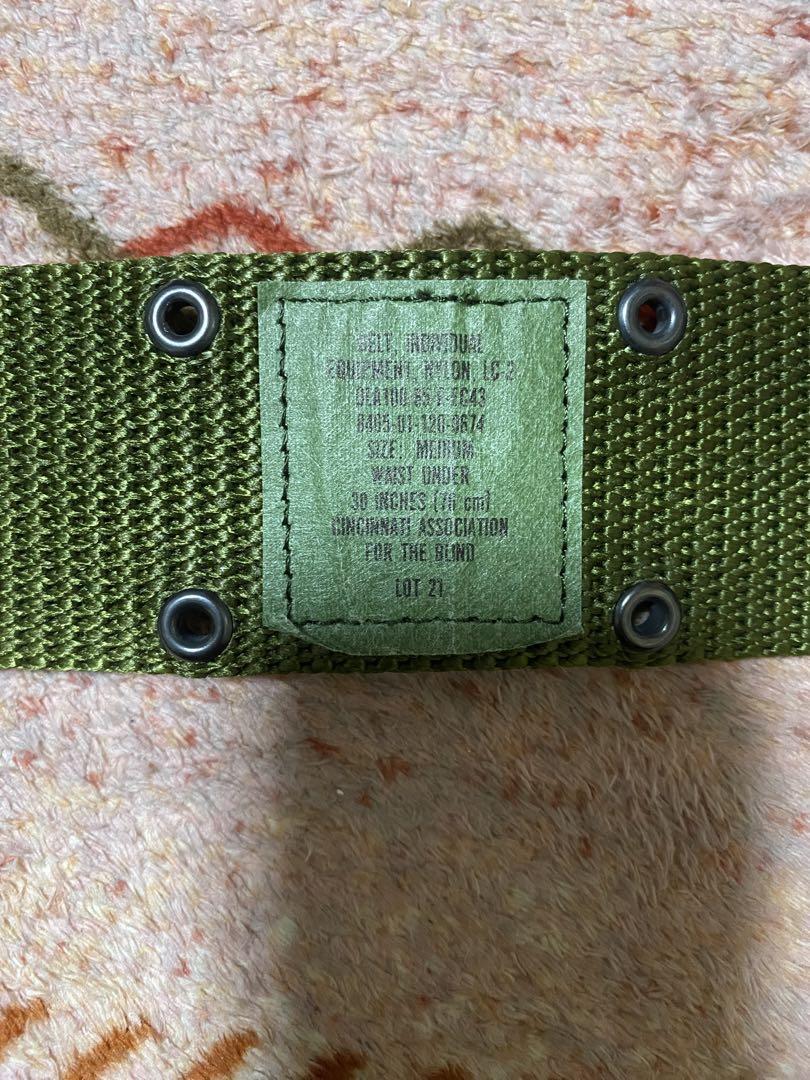 BELT, INDIVIDUAL
EQUIPMENT, NYLON LC-2
8465-01-120-0674
SIZE: MEDIUM
WAIST UNDER
30 INCHES (76 cm)
CINCINNATI ASSOCIATION
FOR THE BLIND
LOT 21